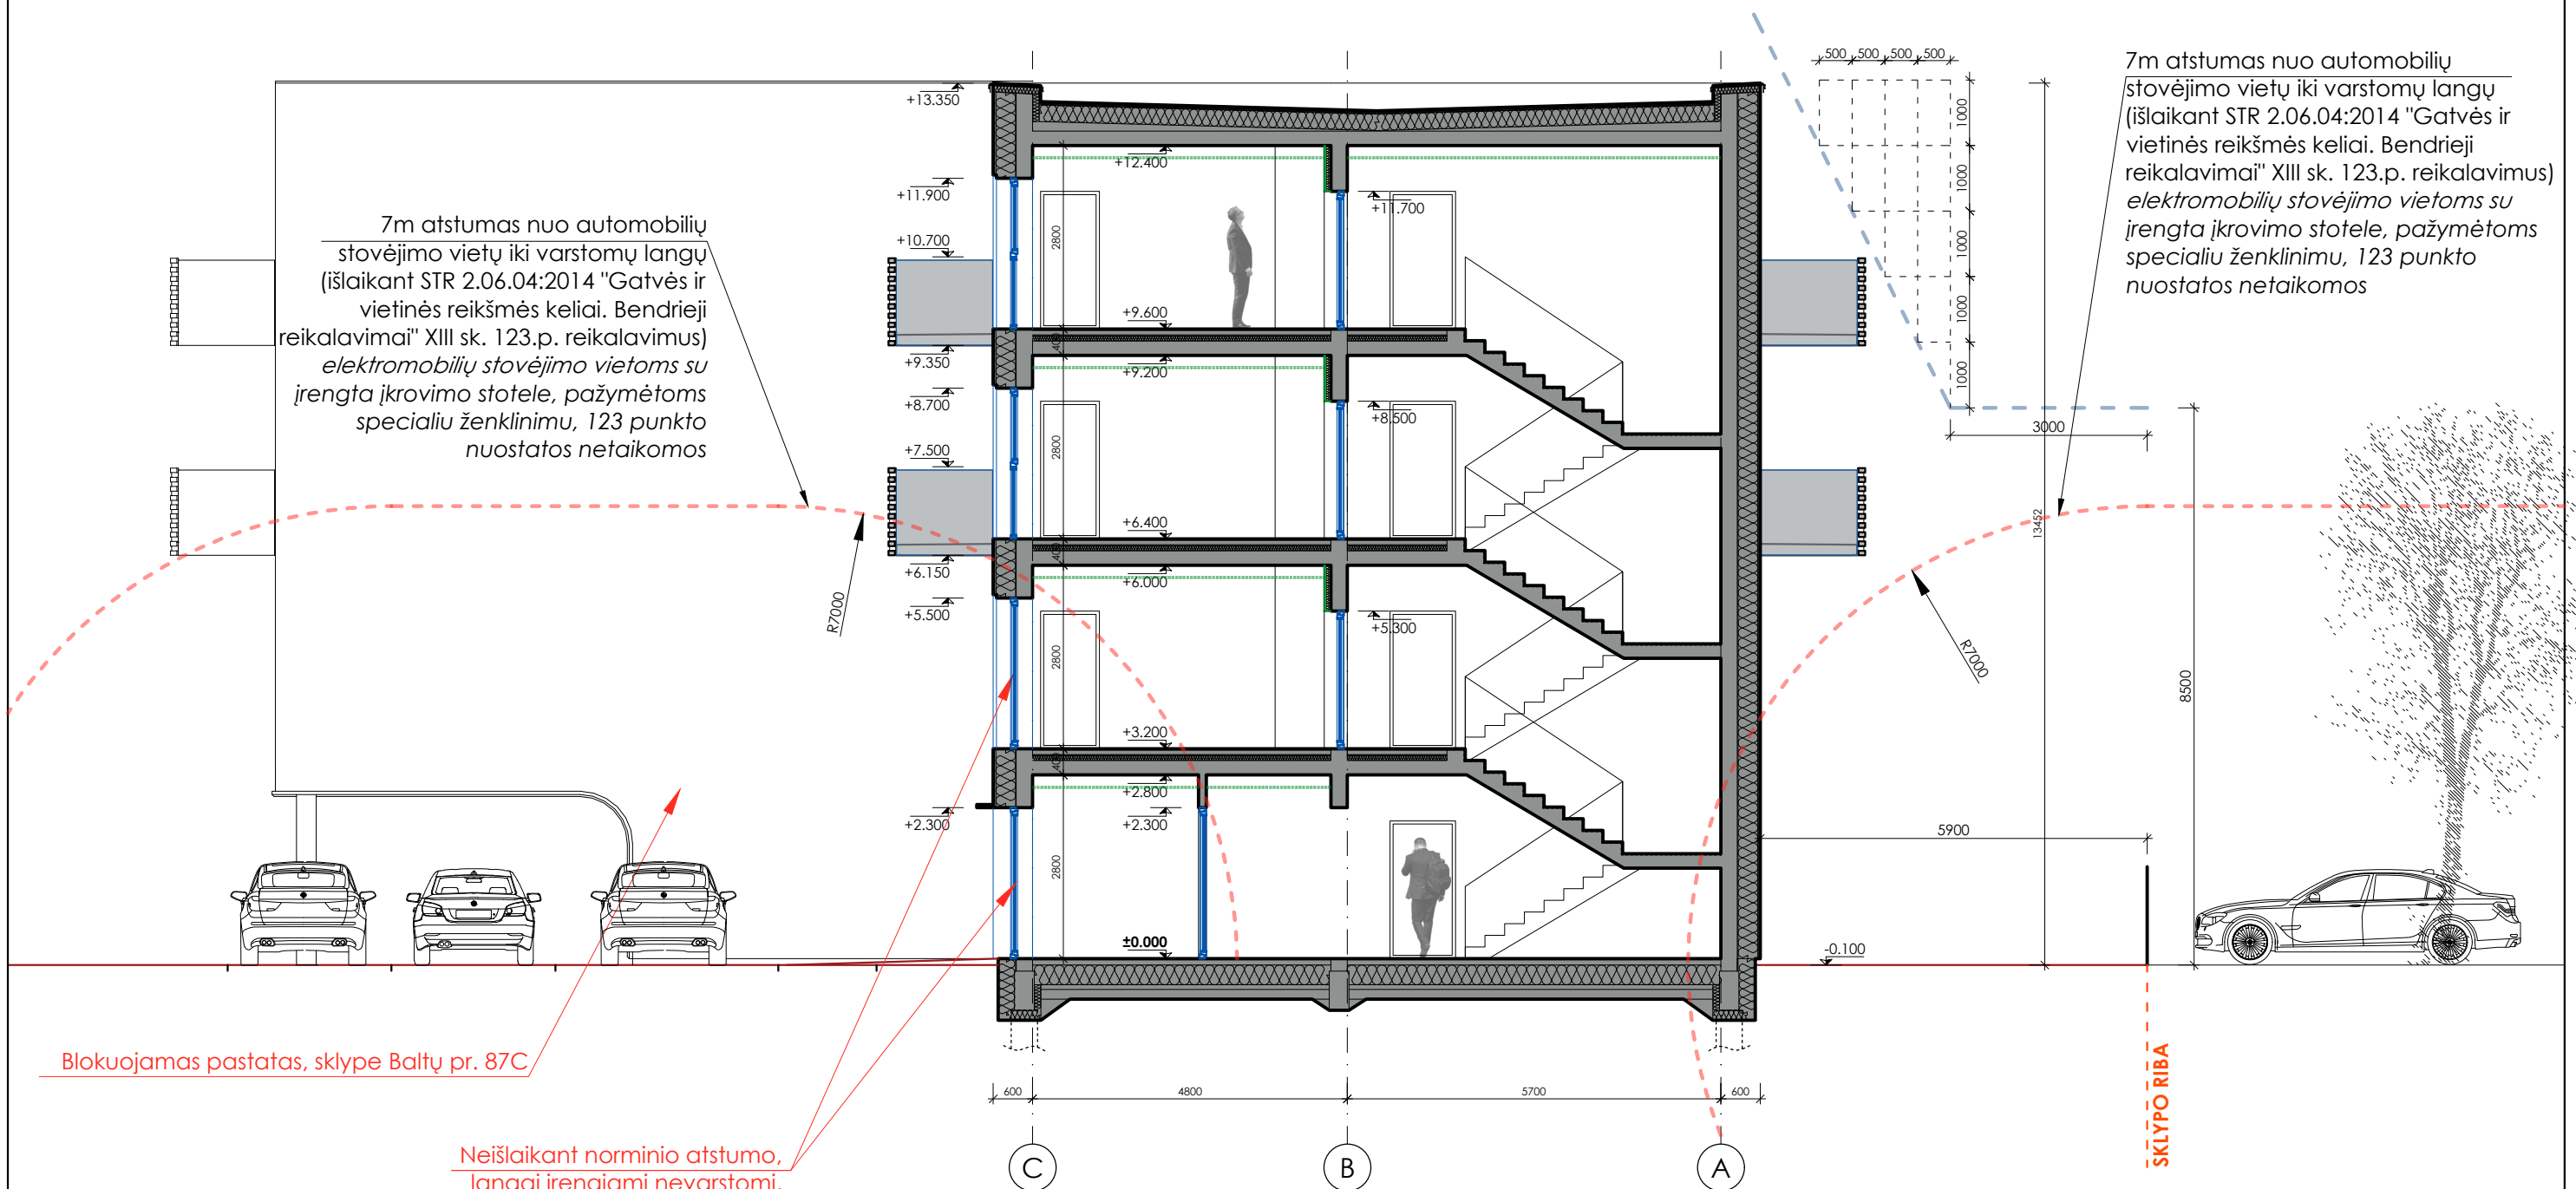 7m atstumas nuo automobilių
stovėjimo vietų iki varstomų langų
(išlaikant STR 2.06.04:2014 "Gatvės ir
vietinės reikšmės keliai. Bendrieji
reikalavimai" XIII sk. 123.p. reikalavimus)
elektromobilių stovėjimo vietoms su
įrengta įkrovimo stotele, pažymėtoms
specialiu ženklinimu, 123 punkto
nuostatos netaikomos
+13.350
+11.900
+10.700
+9.350
+8.700
+7.500
+6.150
+5.500
+2.300
R7000
+12.400
2800
+9.600
400
+9.200
2800
+6.400
400
+6.000
2800
+3.200
400
+2.800
+2.300
2800
±0.000
+11.700
+8.500
+5.300
500 500 500 500
1000
1000
1000
1000
1000
3000
13452
8500
R7000
5900
-0.100
7m atstumas nuo automobilių
stovėjimo vietų iki varstomų langų
(išlaikant STR 2.06.04:2014 "Gatvės ir
vietinės reikšmės keliai. Bendrieji
reikalavimai" XIII sk. 123.p. reikalavimus)
elektromobilių stovėjimo vietoms su
įrengta įkrovimo stotele, pažymėtoms
specialiu ženklinimu, 123 punkto
nuostatos netaikomos
Blokuojamas pastatas, sklype Baltų pr. 87C
Neišlaikant norminio atstumo,
langai įrengiami nevarstomi.
600 4800 5700 600
C B A
SKLYPO RIBA